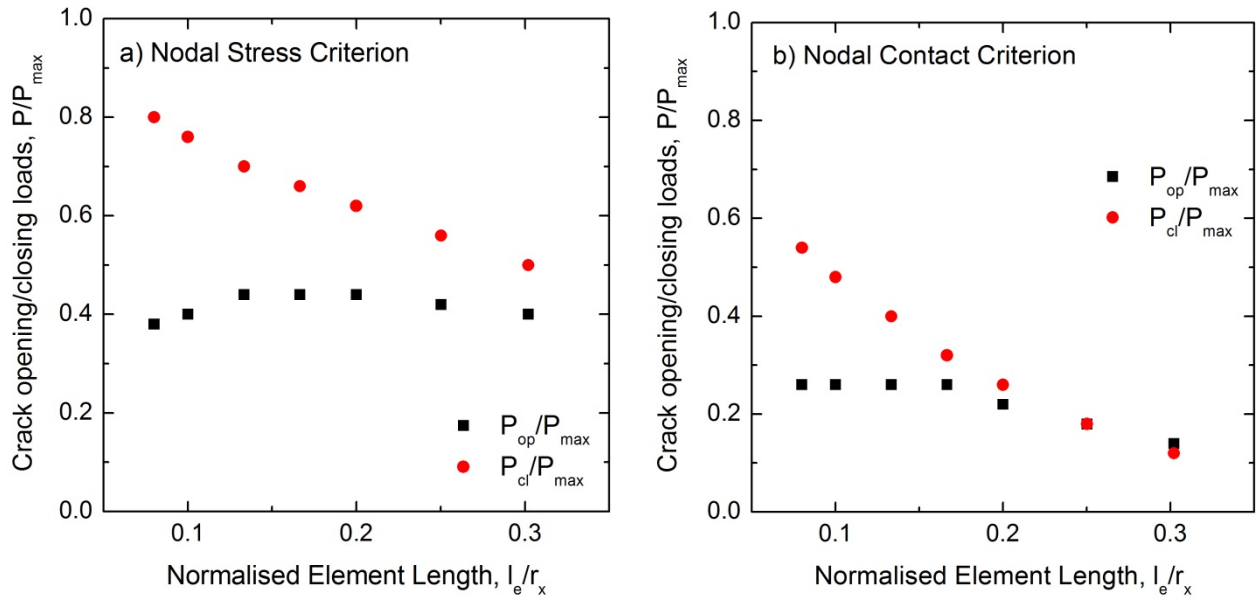 a) Nodal Stress Criterion
Crack opening/closing loads, P/Pmax
1.0
0.8
0.6
0.4
0.2
0.0
Pop/Pmax
Pcl/Pmax
0.1 0.2 0.3
Normalised Element Length, le/rx
b) Nodal Contact Criterion
Crack opening/closing loads, P/Pmax
1.0
0.8
0.6
0.4
0.2
0.0
Pop/Pmax
Pcl/Pmax
0.1 0.2 0.3
Normalised Element Length, le/rx